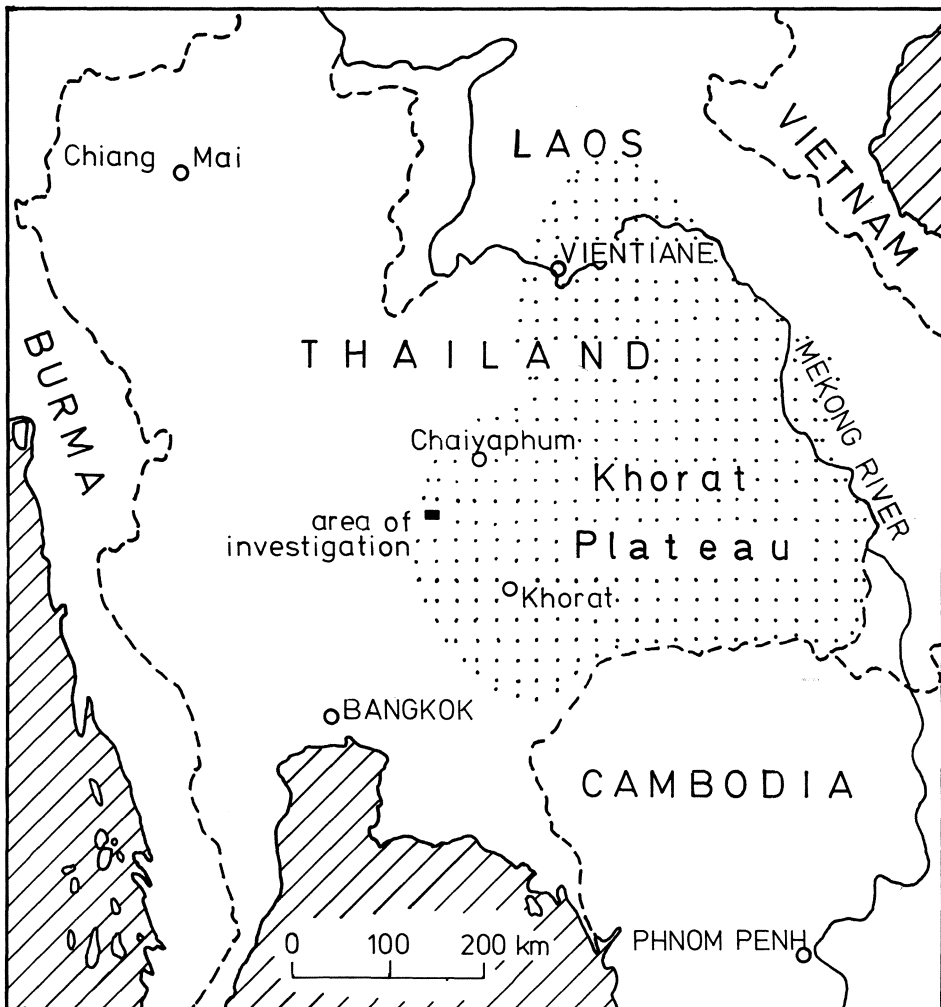 LAOS
VIETNAM
Chiang Mai
VIENTIANE
BURMA
THAILAND
MEKONG RIVER
Chaiyaphum
Khorat
Plateau
area of
investigation
Khorat
BANGKOK
CAMBODIA
0 100 200 km
PHNOM PENH